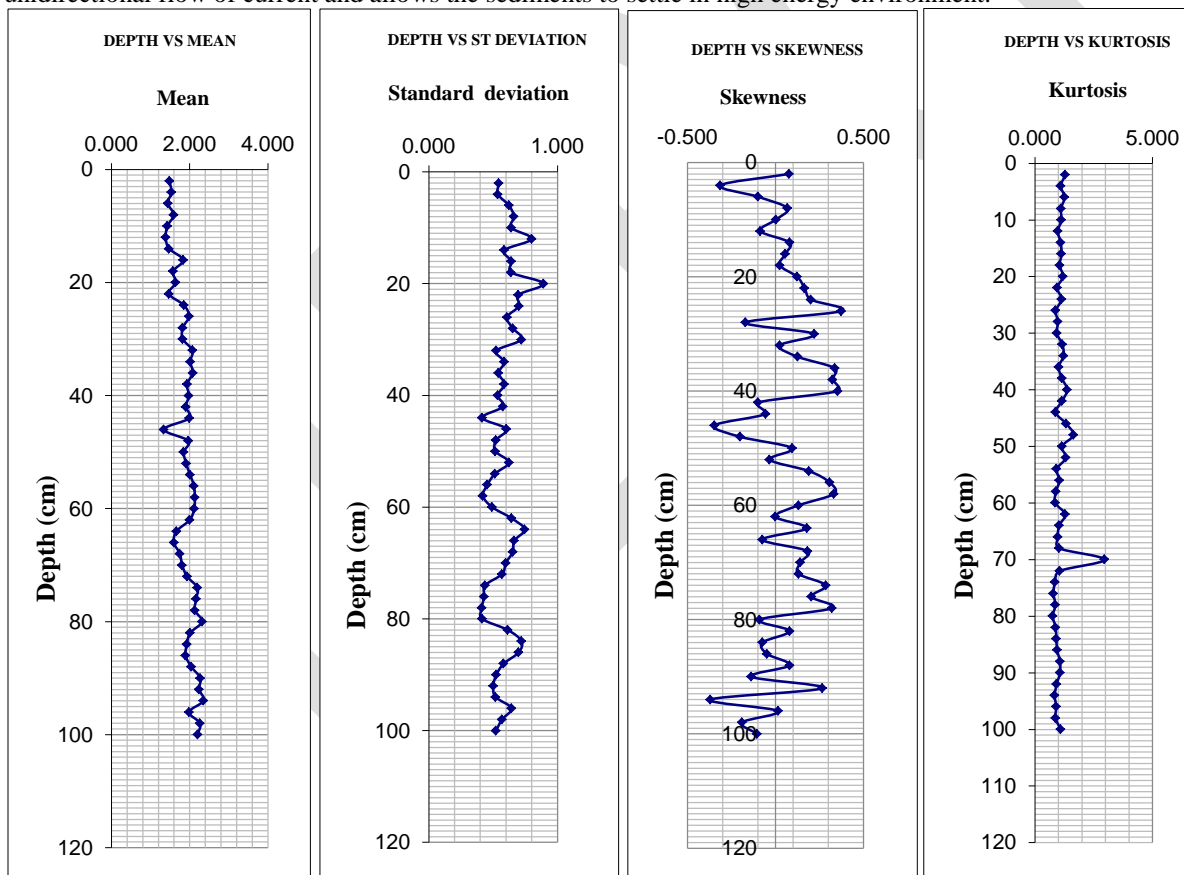 unidirectional flow of current and allows the sediments to settle in high energy environment.
DEPTH VS MEAN
Mean
0.000 2.000 4.000
0
20
40
60
80
100
120
Depth (cm)
DEPTH VS ST DEVIATION
Standard deviation
0.000 1.000
0
20
40
60
80
100
120
Depth (cm)
DEPTH VS SKEWNESS
Skewness
-0.500 0.500
0
20
40
60
80
100
120
Depth (cm)
DEPTH VS KURTOSIS
Kurtosis
0.000 5.000
0
10
20
30
40
50
60
70
80
90
100
110
120
Depth (cm)